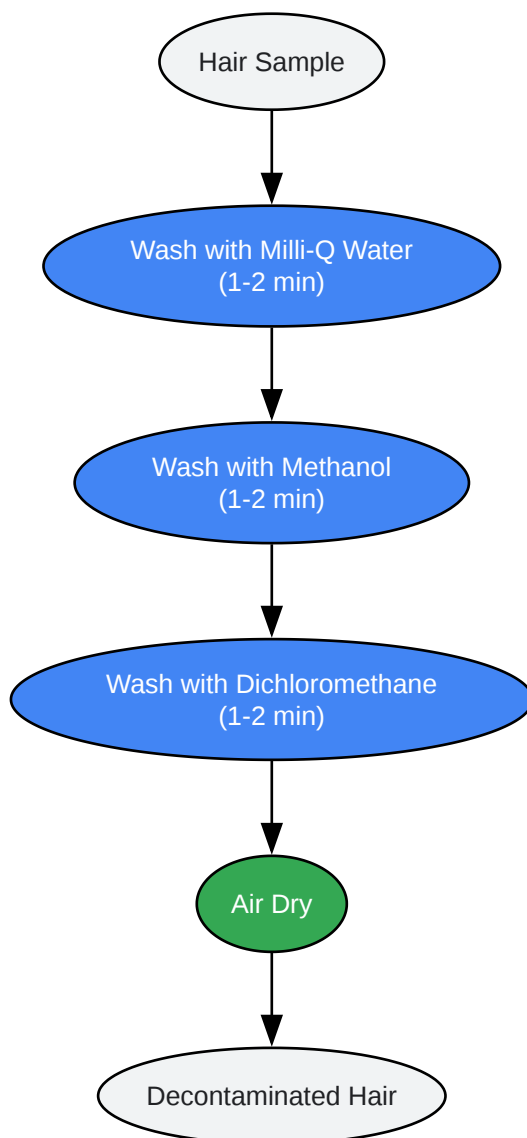 Hair Sample
Wash with Milli-Q Water
(1-2 min)
Wash with Methanol
(1-2 min)
Wash with Dichloromethane
(1-2 min)
Air Dry
Decontaminated Hair